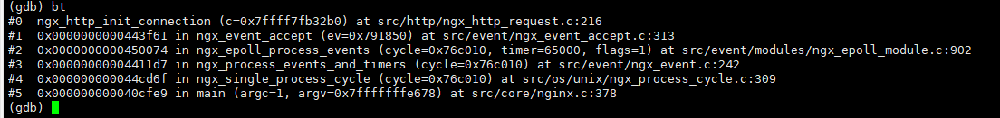 (gdb) bt
#0  ngx_http_init_connection (c=0x7ffff7fb32b0) at src/http/ngx_http_request.c:216
#1  0x0000000000443f61 in ngx_event_accept (ev=0x791850) at src/event/ngx_event_accept.c:313
#2  0x0000000000450074 in ngx_epoll_process_events (cycle=0x76c010, timer=65000, flags=1) at src/event/modules/ngx_epoll_module.c:902
#3  0x00000000004411d7 in ngx_process_events_and_timers (cycle=0x76c010) at src/event/ngx_event.c:242
#4  0x000000000044cd6f in ngx_single_process_cycle (cycle=0x76c010) at src/os/unix/ngx_process_cycle.c:309
#5  0x000000000040cfe9 in main (argc=1, argv=0x7fffffffe678) at src/core/nginx.c:378
(gdb)